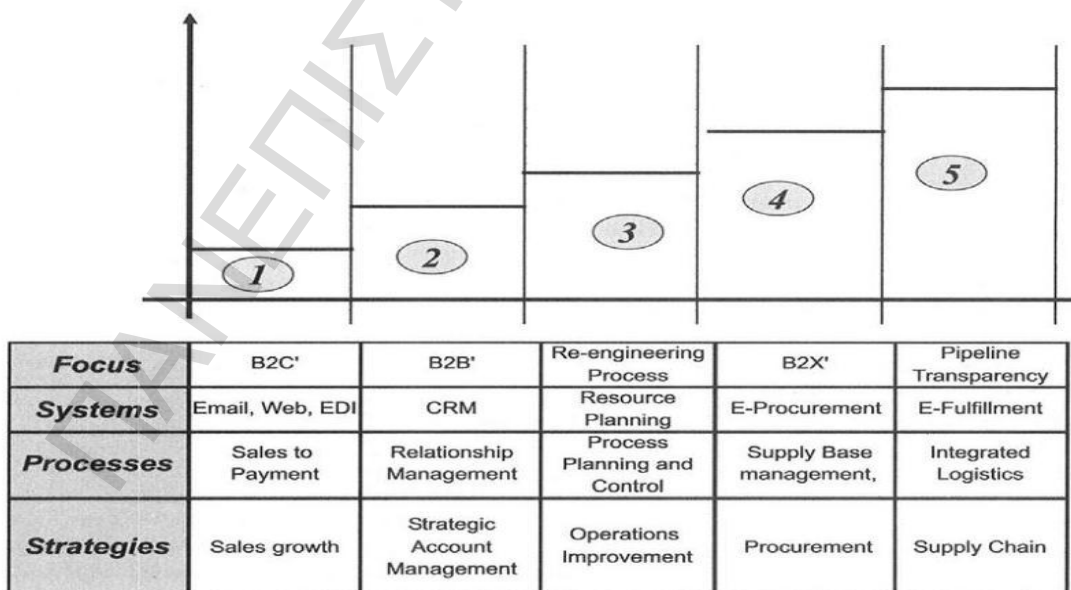 ΠΑΝΕΠΙΣ
1
2
3
4
5
Focus
B2C'
B2B'
Re-engineering
Process
B2X'
Pipeline
Transparency
Systems
Email, Web, EDI
CRM
Resource
Planning
E-Procurement
E-Fulfillment
Processes
Sales to
Payment
Relationship
Management
Process
Planning and
Control
Supply Base
management,
Integrated
Logistics
Strategies
Sales growth
Strategic
Account
Management
Operations
Improvement
Procurement
Supply Chain